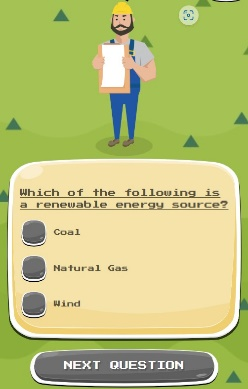 Which of the following is
a renewable energy source?
Coal
Natural Gas
Wind
NEXT QUESTION